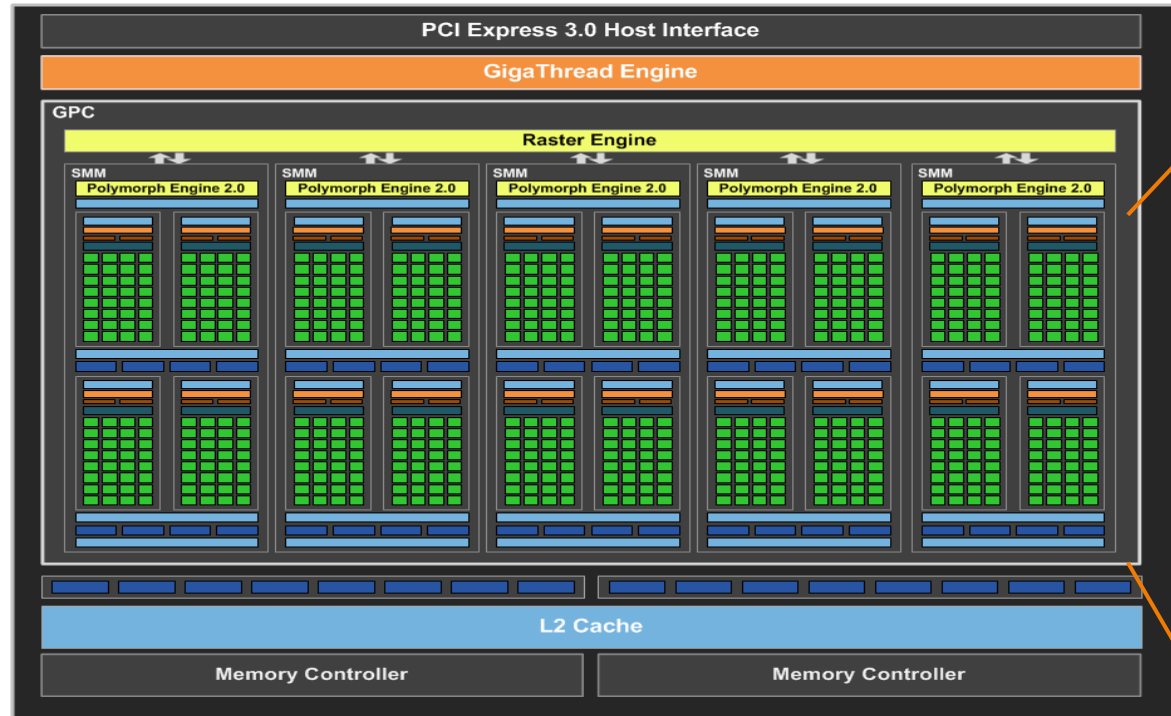 PCI Express 3.0 Host Interface
GigaThread Engine
GPC
Raster Engine
SMM
SMM
SMM
SMM
SMM
Polymorph Engine 2.0
Polymorph Engine 2.0
Polymorph Engine 2.0
Polymorph Engine 2.0
Polymorph Engine 2.0
L2 Cache
Memory Controller
Memory Controller